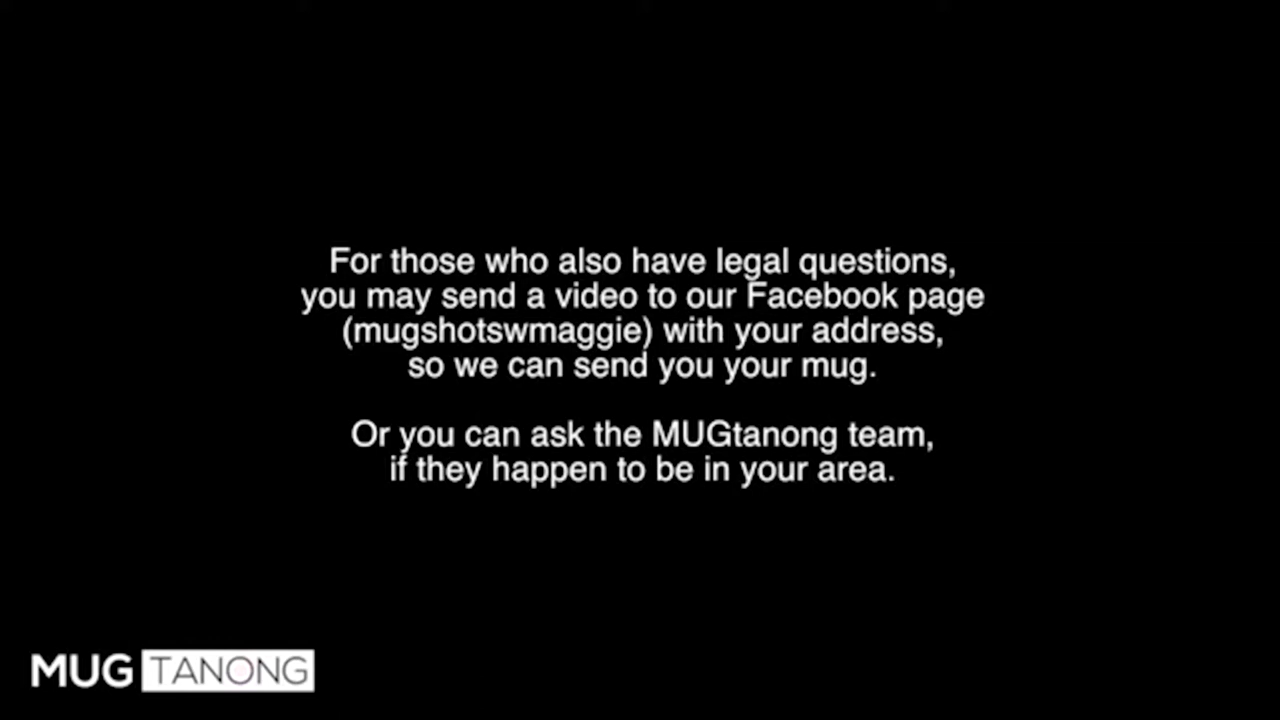 For those who also have legal questions,
you may send a video to our Facebook page
(mugshotswmaggie) with your address,
so we can send you your mug.
Or you can ask the MUGtanong team,
if they happen to be in your area.
MUG TANONG